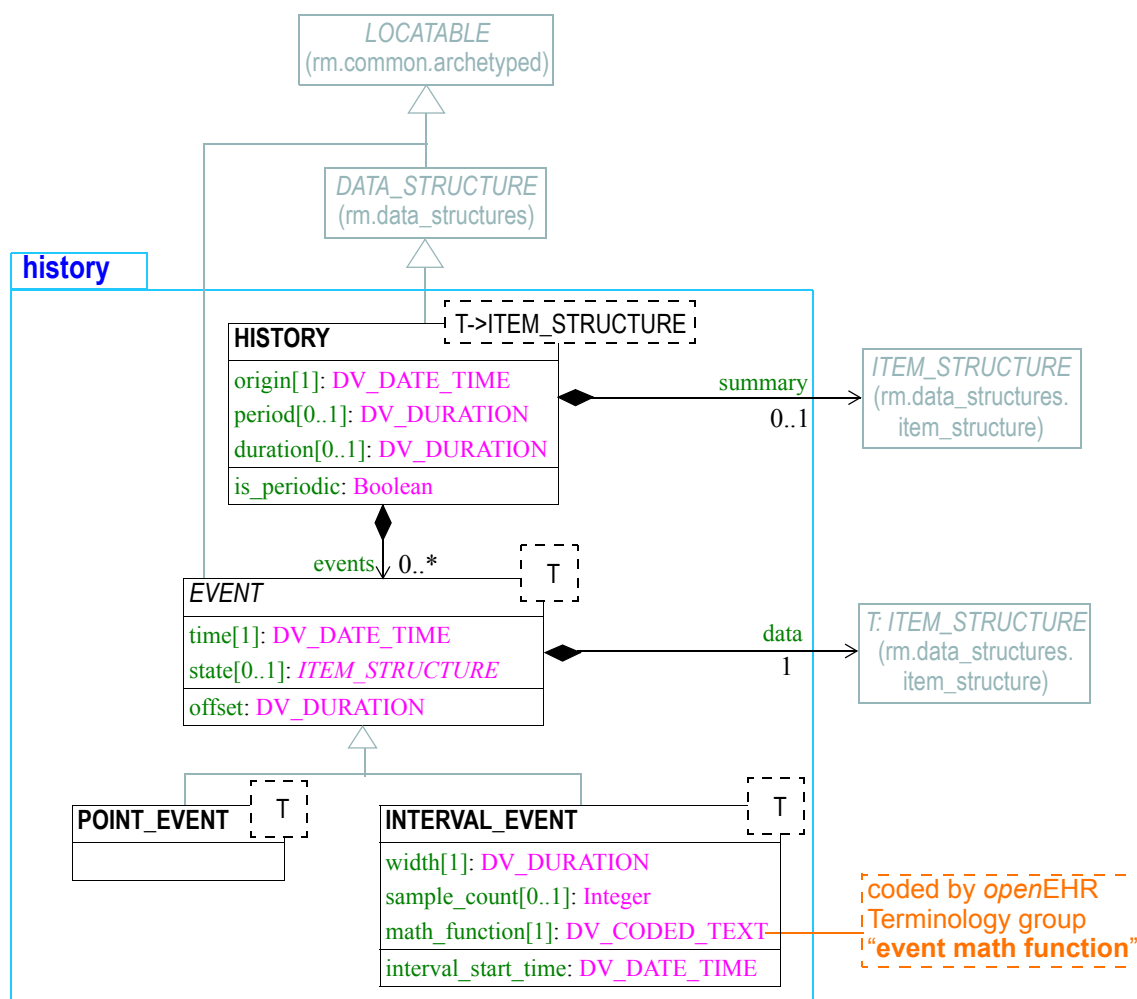 LOCATABLE
(rm.common.archetyped)
DATA_STRUCTURE
(rm.data_structures)
history
T->ITEM_STRUCTURE
HISTORY
origin[1]: DV_DATE_TIME
period[0..1]: DV_DURATION
duration[0..1]: DV_DURATION
is_periodic: Boolean
summary
0..1
ITEM_STRUCTURE
(rm.data_structures.
item_structure)
events
0..*
T
EVENT
time[1]: DV_DATE_TIME
state[0..1]: ITEM_STRUCTURE
offset: DV_DURATION
data
1
T: ITEM_STRUCTURE
(rm.data_structures.
item_structure)
T
POINT_EVENT
T
INTERVAL_EVENT
width[1]: DV_DURATION
sample_count[0..1]: Integer
math_function[1]: DV_CODED_TEXT
interval_start_time: DV_DATE_TIME
coded by openEHR
Terminology group
“event math function”